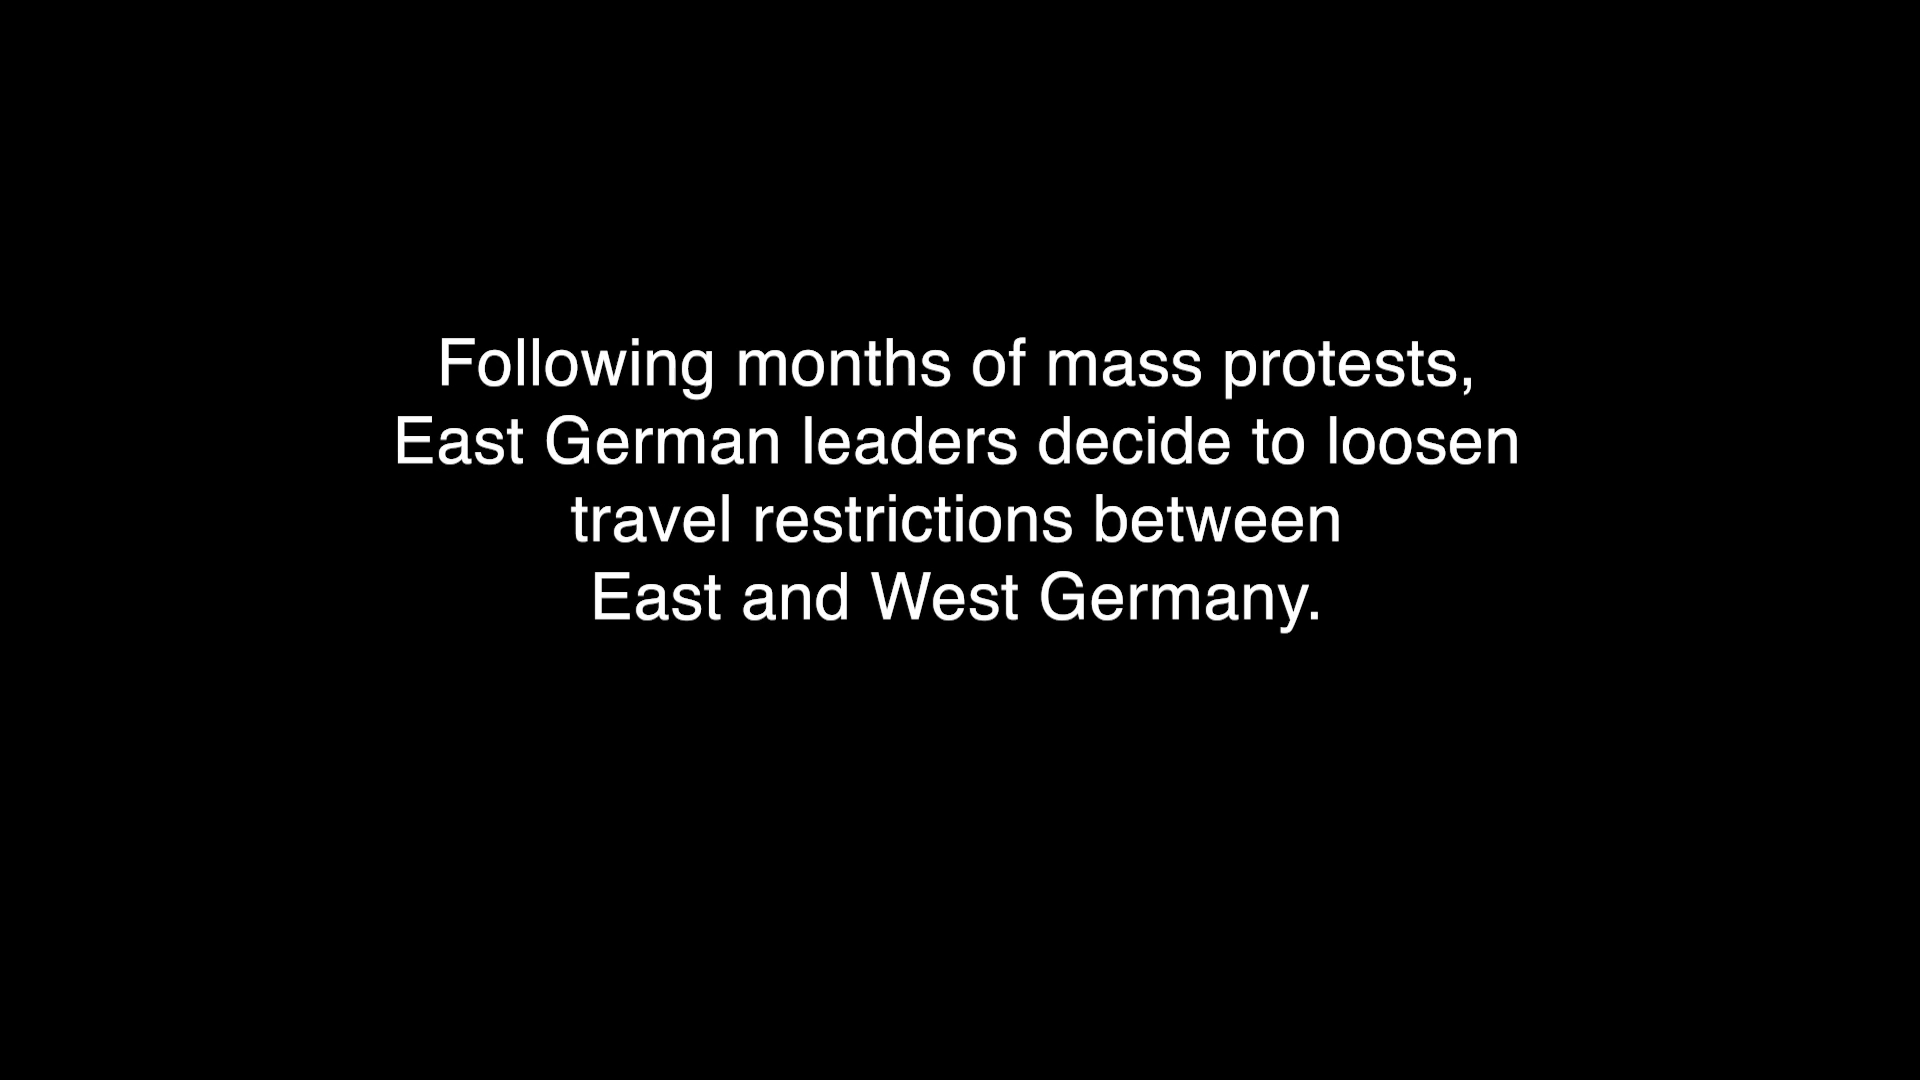 Following months of mass protests,
East German leaders decide to loosen
travel restrictions between
East and West Germany.